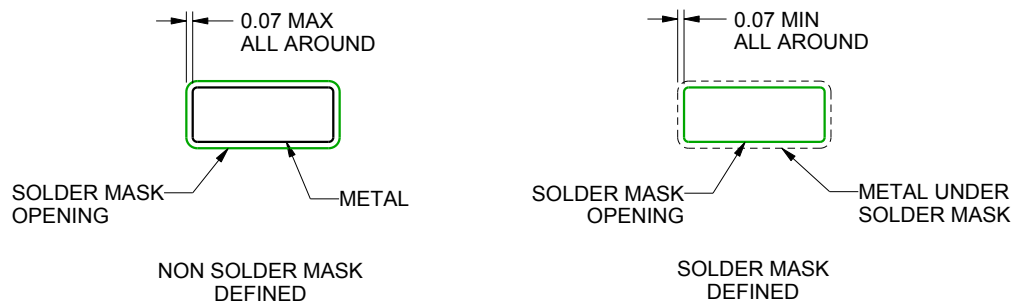 0.07 MAX
ALL AROUND
SOLDER MASK
OPENING
METAL
NON SOLDER MASK
DEFINED
0.07 MIN
ALL AROUND
SOLDER MASK
OPENING
METAL UNDER
SOLDER MASK
SOLDER MASK
DEFINED